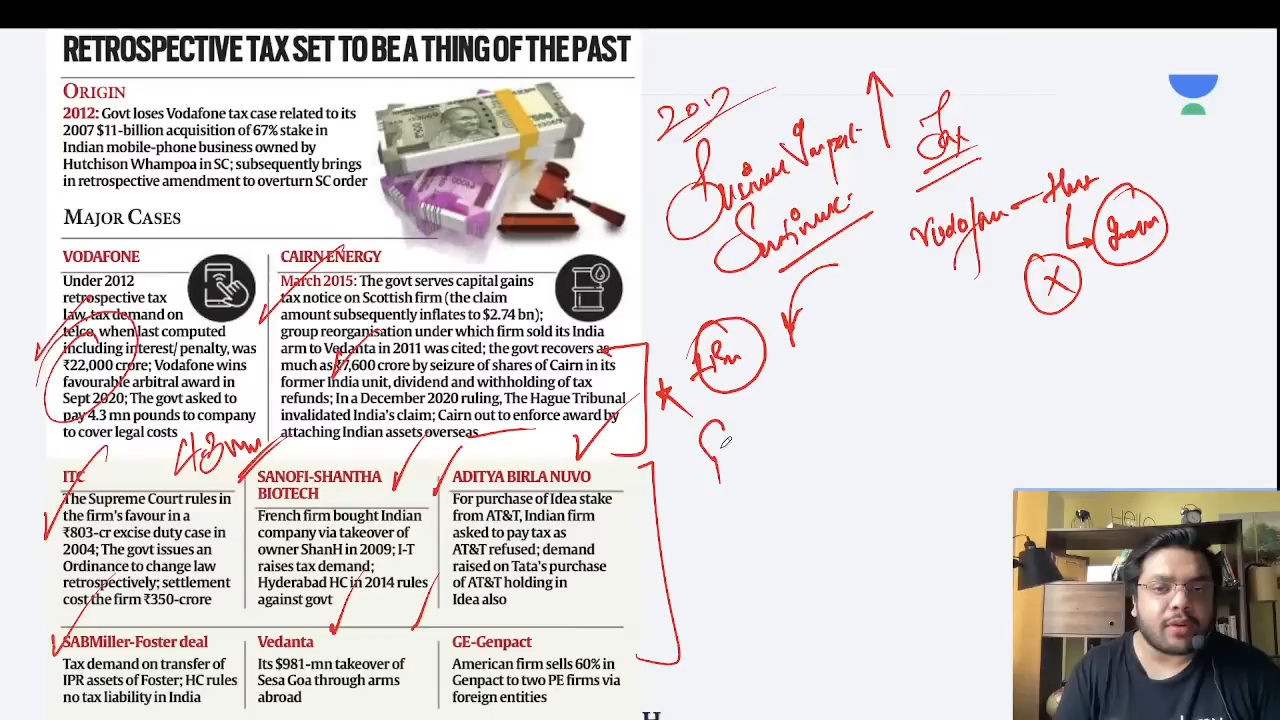 RETROSPECTIVE TAX SET TO BE A THING OF THE PAST
ORIGIN
2012: Govt loses Vodafone tax case related to its
2007 $11-billion acquisition of 67% stake in
Indian mobile-phone business owned by
Hutchison Whampoa in SC; subsequently brings
in retrospective amendment to overturn SC order
MAJOR CASES
VODAFONE
Under 2012
retrospective tax
law, tax demand on
telco, when last computed
including interest/ penalty, was
₹22,000 crore; Vodafone wins
favourable arbitral award in
Sept 2020; The govt asked to
pay 4.3 mn pounds to company
to cover legal costs
CAIRN ENERGY
March 2015: The govt serves capital gains
tax notice on Scottish firm (the claim
amount subsequently inflates to $2.74 bn);
group reorganisation under which firm sold its India
arm to Vedanta in 2011 was cited; the govt recovers as
much as ₹7,600 crore by seizure of shares of Cairn in its
former India unit, dividend and withholding of tax
refunds; In a December 2020 ruling, The Hague Tribunal
invalidated India's claim; Cairn out to enforce award by
attaching Indian assets overseas
ITC
The Supreme Court rules in
the firm's favour in a
₹803-cr excise duty case in
2004; The govt issues an
Ordinance to change law
retrospectively; settlement
cost the firm ₹350-crore
SANOFI-SHANTHA
BIOTECH
French firm bought Indian
company via takeover of
owner ShanH in 2009; I-T
raises tax demand;
Hyderabad HC in 2014 rules
against govt
ADITYA BIRLA NUVO
For purchase of Idea stake
from AT&T, Indian firm
asked to pay tax as
AT&T refused; demand
raised on Tata's purchase
of AT&T holding in
Idea also
SABMiller-Foster deal
Tax demand on transfer of
IPR assets of Foster; HC rules
no tax liability in India
Vedanta
Its $981-mn takeover of
Sesa Goa through arms
abroad
GE-Genpact
American firm sells 60% in
Genpact to two PE firms via
foreign entities
2012
Business
Tax
Vodafone
X
H